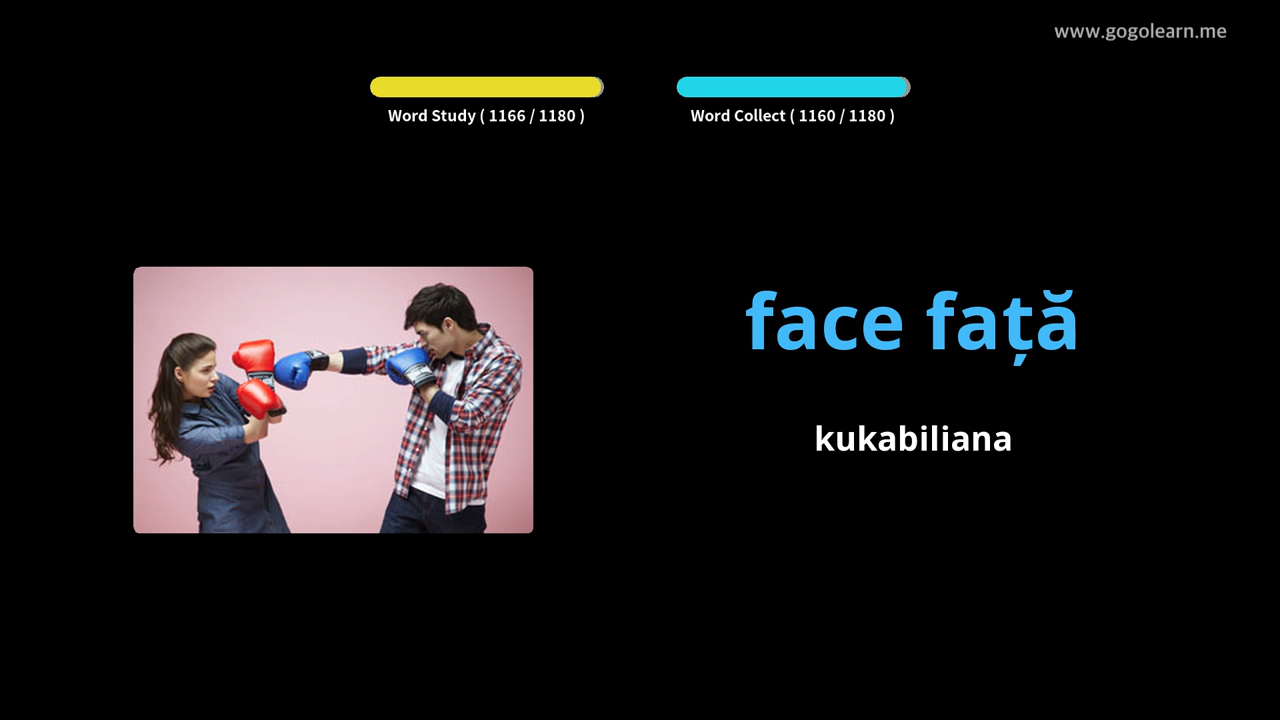 www.gogolearn.me
Word Study ( 1166 / 1180 )
Word Collect ( 1160 / 1180 )
face față
kukabiliana